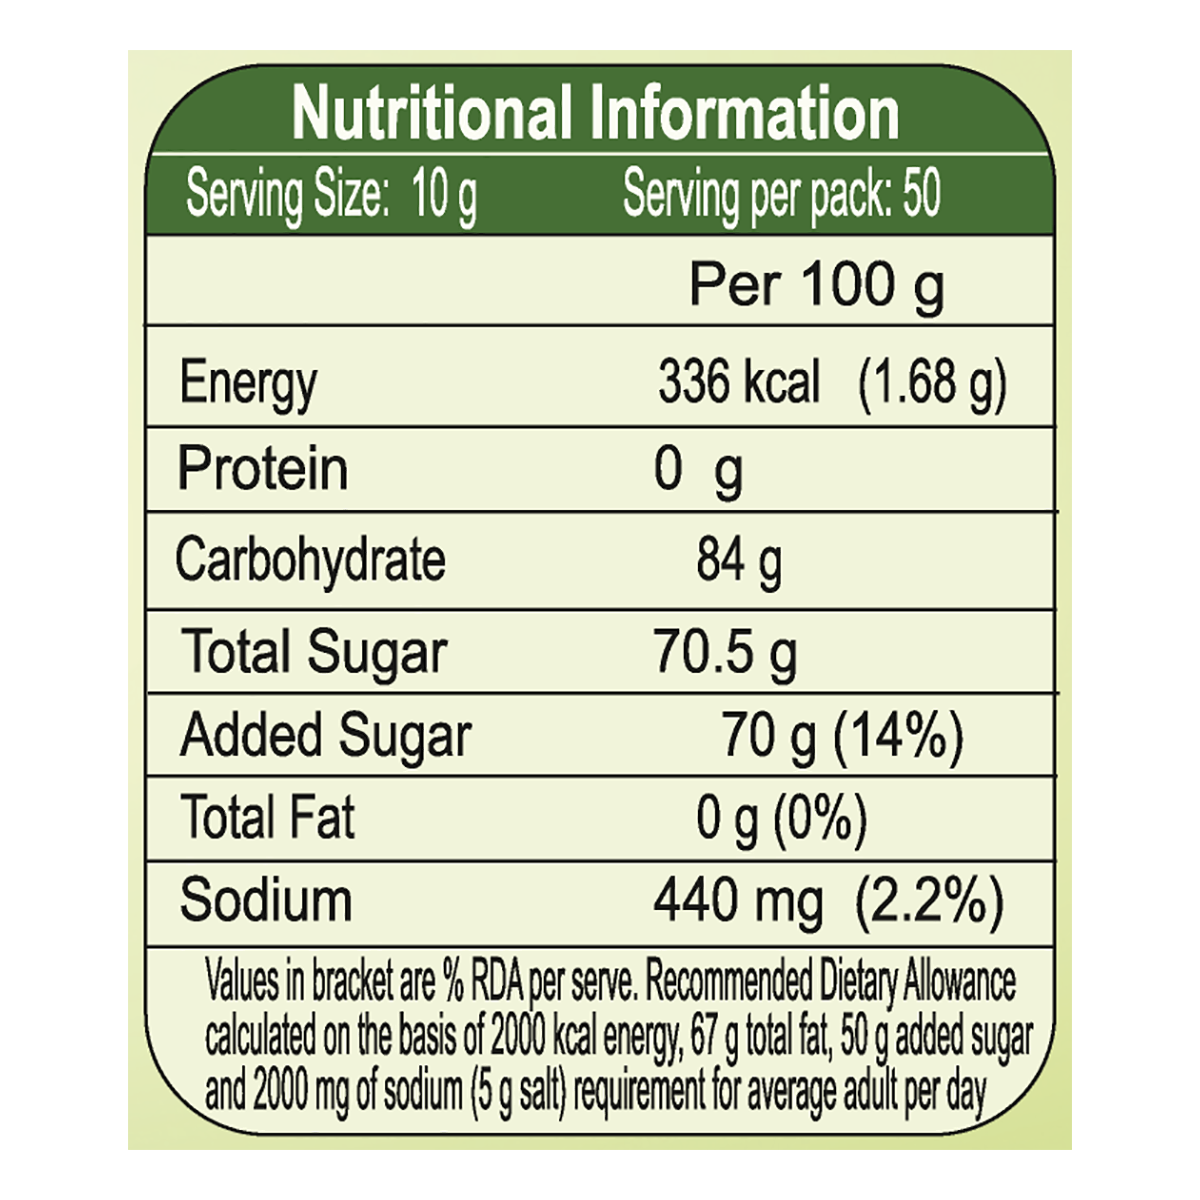 Nutritional Information
Serving Size: 10 g Serving per pack: 50
Per 100 g
Energy 336 kcal (1.68 g)
Protein 0 g
Carbohydrate 84 g
Total Sugar 70.5 g
Added Sugar 70 g (14%)
Total Fat 0 g (0%)
Sodium 440 mg (2.2%)
Values in bracket are % RDA per serve. Recommended Dietary Allowance
calculated on the basis of 2000 kcal energy, 67 g total fat, 50 g added sugar
and 2000 mg of sodium (5 g salt) requirement for average adult per day